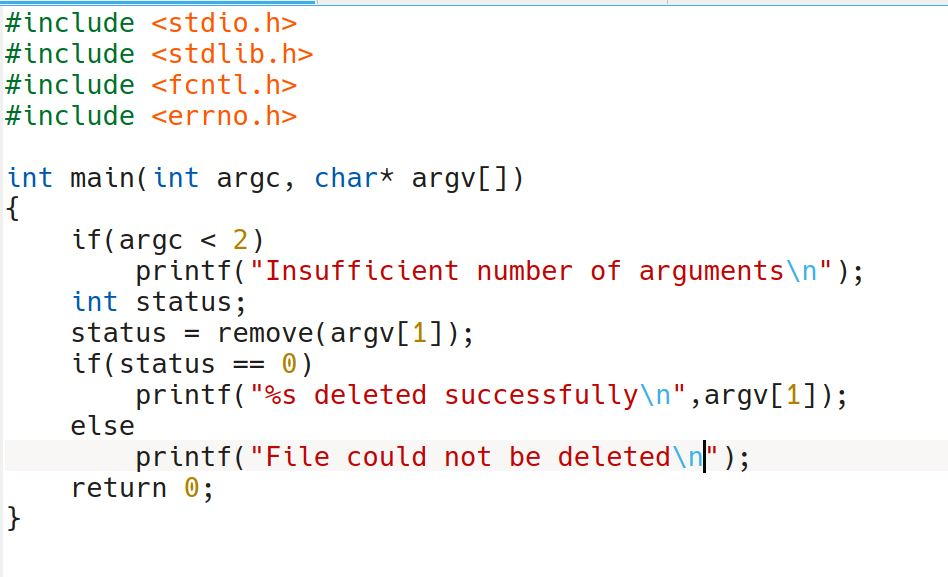 #include <stdio.h>
#include <stdlib.h>
#include <fcntl.h>
#include <errno.h>

int main(int argc, char* argv[])
{
    if(argc < 2)
        printf("Insufficient number of arguments\n");
    int status;
    status = remove(argv[1]);
    if(status == 0)
        printf("%s deleted successfully\n",argv[1]);
    else
        printf("File could not be deleted\n");
    return 0;
}